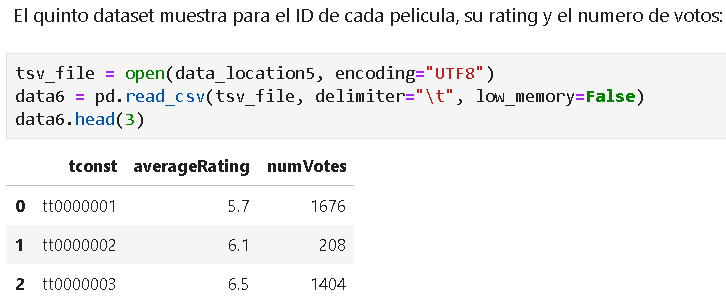 El quinto dataset muestra para el ID de cada pelicula, su rating y el numero de votos:
tsv_file = open(data_location5, encoding="UTF8")
data6 = pd.read_csv(tsv_file, delimiter="\t", low_memory=False)
data6.head(3)
tconst averageRating numVotes
0 tt0000001 5.7 1676
1 tt0000002 6.1 208
2 tt0000003 6.5 1404